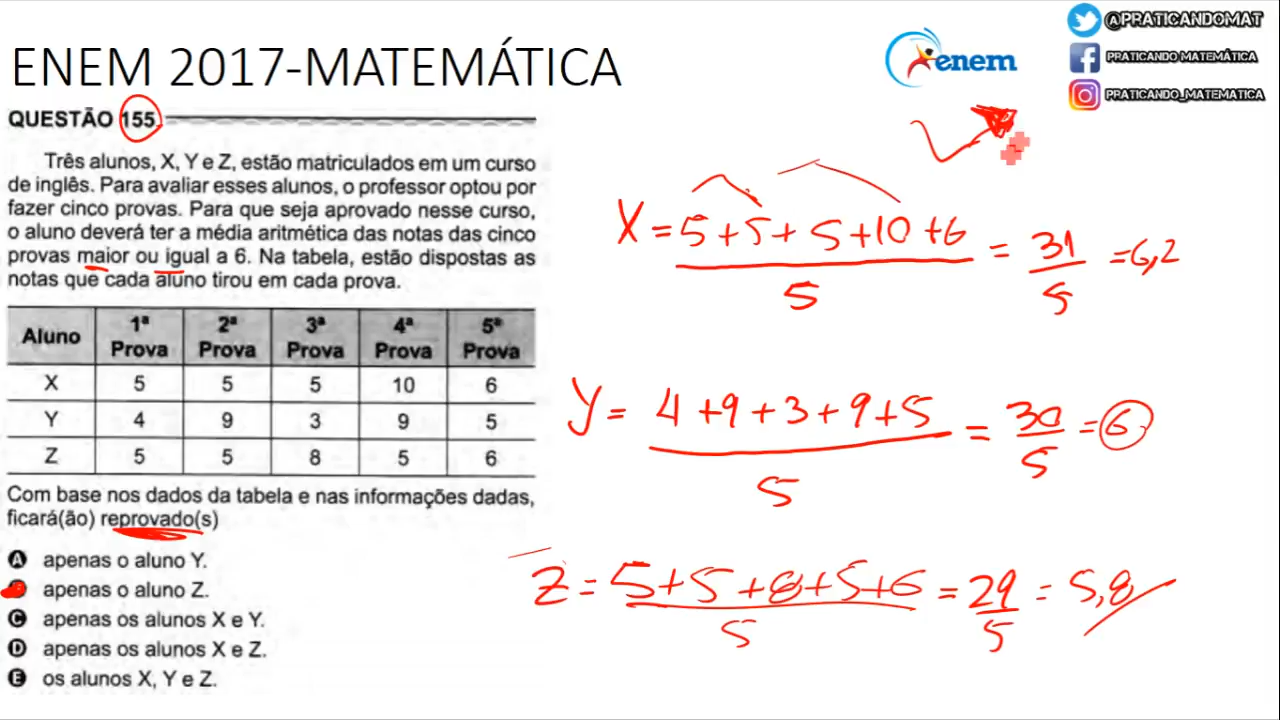 ENEM 2017-MATEMÁTICA
enem
@PRATICANDOMAT
PRATICANDO MATEMÁTICA
PRATICANDO_MATEMATICA
QUESTÃO 155
Três alunos, X, Y e Z, estão matriculados em um curso
de inglês. Para avaliar esses alunos, o professor optou por
fazer cinco provas. Para que seja aprovado nesse curso,
o aluno deverá ter a média aritmética das notas das cinco
provas maior ou igual a 6. Na tabela, estão dispostas as
notas que cada aluno tirou em cada prova.
Aluno 1ª Prova 2ª Prova 3ª Prova 4ª Prova 5ª Prova
X 5 5 5 10 6
Y 4 9 3 9 5
Z 5 5 8 5 6
Com base nos dados da tabela e nas informações dadas,
ficará(ão) reprovado(s)
A apenas o aluno Y.
apenas o aluno Z.
C apenas os alunos X e Y.
D apenas os alunos X e Z.
E os alunos X, Y e Z.
X = 5+5+5+10+6 = 31 = 6,2
5 5
Y = 4+9+3+9+5 = 30 = 6
5 5
Z = 5+5+8+5+6 = 29 = 5,8
5 5